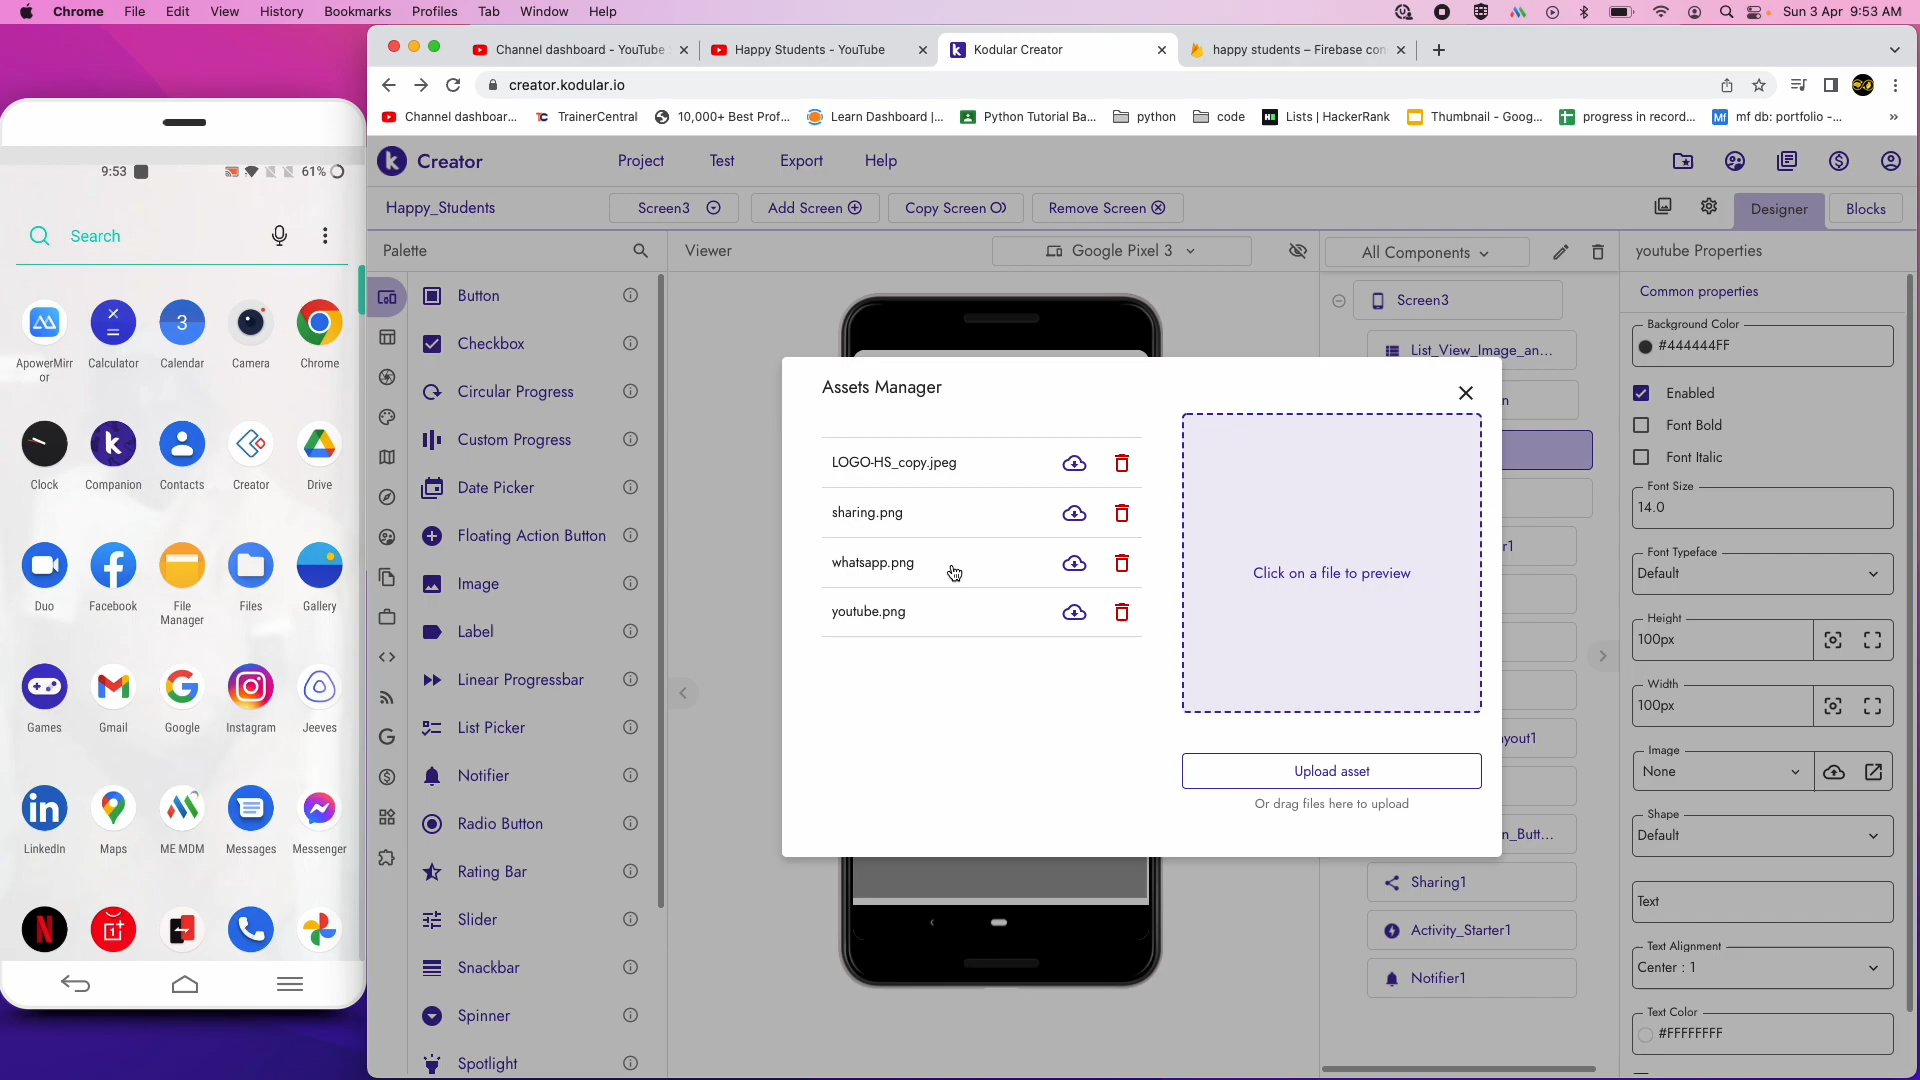 Chrome File Edit View History Bookmarks Profiles Tab Window Help
Sun 3 Apr 9:53 AM
Channel dashboard - YouTube
Happy Students - YouTube
Kodular Creator
happy students – Firebase con
creator.kodular.io
Channel dashboar...
TrainerCentral
10,000+ Best Prof...
Learn Dashboard |...
Python Tutorial Ba...
python
code
Lists | HackerRank
Thumbnail - Goog...
progress in record...
mf db: portfolio -...
9:53
61%
Search
ApowerMirr
or
Calculator
Calendar
Camera
Chrome
Clock
Companion
Contacts
Creator
Drive
Duo
Facebook
File
Manager
Files
Gallery
Games
Gmail
Google
Instagram
Jeeves
LinkedIn
Maps
ME MDM
Messages
Messenger
Creator
Project
Test
Export
Help
Happy_Students
Screen3
Add Screen
Copy Screen
Remove Screen
Designer
Blocks
Palette
Button
Checkbox
Circular Progress
Custom Progress
Date Picker
Floating Action Button
Image
Label
Linear Progressbar
List Picker
Notifier
Radio Button
Rating Bar
Slider
Snackbar
Spinner
Spotlight
Viewer
Google Pixel 3
Assets Manager
LOGO-HS_copy.jpeg
sharing.png
whatsapp.png
youtube.png
Click on a file to preview
Upload asset
Or drag files here to upload
All Components
Screen3
List_View_Image_an...
n
r1
yout1
n_Butt...
Sharing1
Activity_Starter1
Notifier1
youtube Properties
Common properties
Background Color
#444444FF
Enabled
Font Bold
Font Italic
Font Size
14.0
Font Typeface
Default
Height
100px
Width
100px
Image
None
Shape
Default
Text
Text Alignment
Center : 1
Text Color
#FFFFFFFF